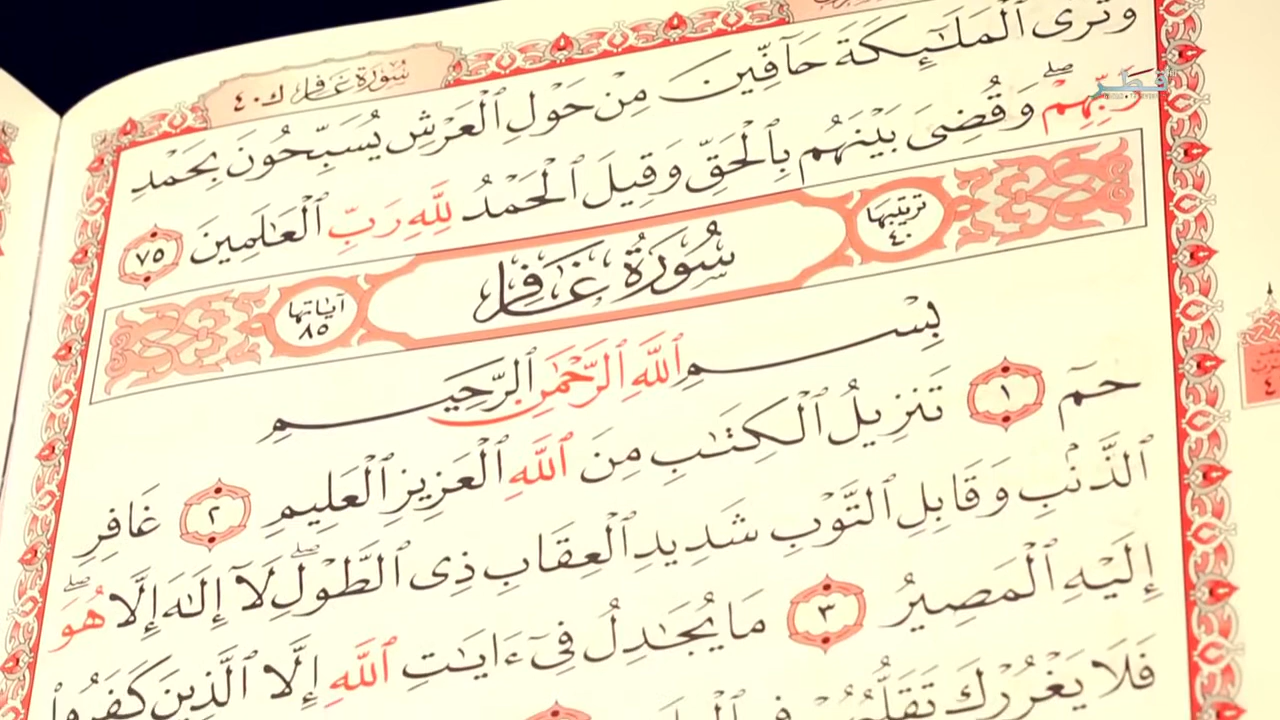 سُورَةُ غَافِرٍ ك ٤٠
وَتَرَى ٱلْمَلَـٰٓئِكَةَ حَآفِّينَ مِنْ حَوْلِ ٱلْعَرْشِ يُسَبِّحُونَ بِحَمْدِ
رَبِّهِمْ ۖ وَقُضِىَ بَيْنَهُم بِٱلْحَقِّ وَقِيلَ ٱلْحَمْدُ لِلَّهِ رَبِّ ٱلْعَـٰلَمِينَ ٧٥
ترتيبها ٤٠
سُورَةُ غَافِرٍ
آياتها ٨٥
بِسْمِ ٱللَّهِ ٱلرَّحْمَـٰنِ ٱلرَّحِيمِ
حمٓ ١ تَنزِيلُ ٱلْكِتَـٰبِ مِنَ ٱللَّهِ ٱلْعَزِيزِ ٱلْعَلِيمِ ٢ غَافِرِ
ٱلذَّنۢبِ وَقَابِلِ ٱلتَّوْبِ شَدِيدِ ٱلْعِقَابِ ذِى ٱلطَّوْلِ ۖ لَآ إِلَـٰهَ إِلَّا هُوَ ۖ
إِلَيْهِ ٱلْمَصِيرُ ٣ مَا يُجَـٰدِلُ فِىٓ ءَايَـٰتِ ٱللَّهِ إِلَّا ٱلَّذِينَ كَفَرُوا۟
فَلَا يَغْرُرْكَ تَقَلُّبُهُمْ فِى
قطر